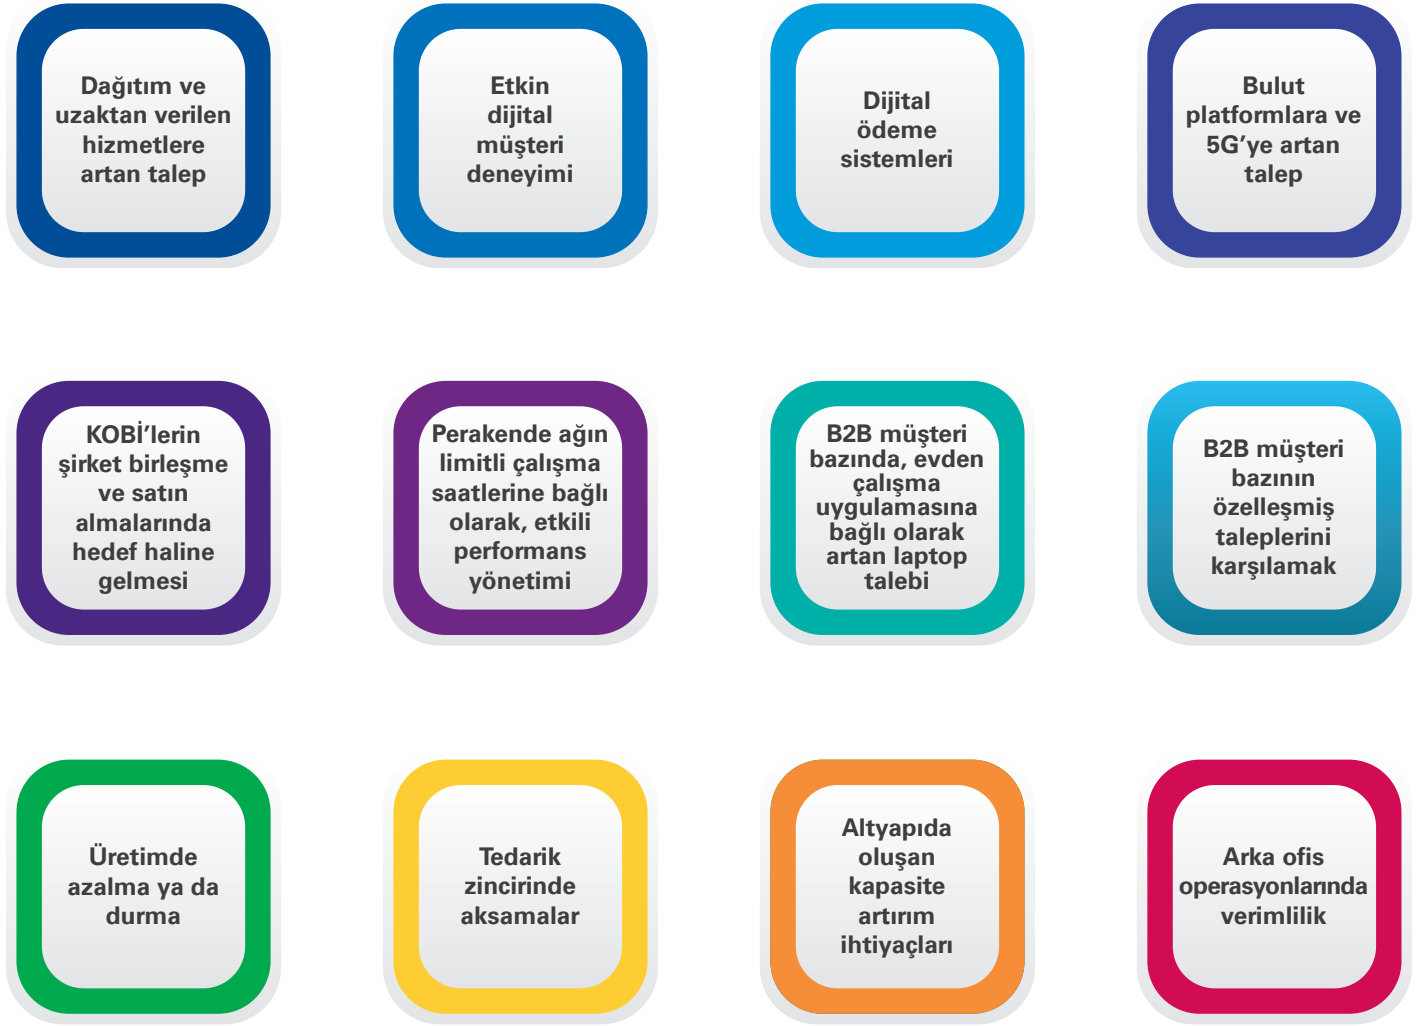 Dağıtım ve
uzaktan verilen
hizmetlere
artan talep
Etkin
dijital
müşteri
deneyimi
Dijital
ödeme
sistemleri
Bulut
platformlara ve
5G’ye artan
talep
KOBİ’lerin
şirket birleşme
ve satın
almalarında
hedef haline
gelmesi
Perakende ağın
limitli çalışma
saatlerine bağlı
olarak, etkili
performans
yönetimi
B2B müşteri
bazında, evden
çalışma
uygulamasına
bağlı olarak
artan laptop
talebi
B2B müşteri
bazının
özelleşmiş
taleplerini
karşılamak
Üretimde
azalma ya da
durma
Tedarik
zincirinde
aksamalar
Altyapıda
oluşan
kapasite
artırım
ihtiyaçları
Arka ofis
operasyonlarında
verimlilik